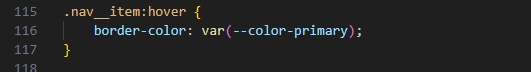 115 .nav__item:hover {
116     border-color: var(--color-primary);
117 }
118